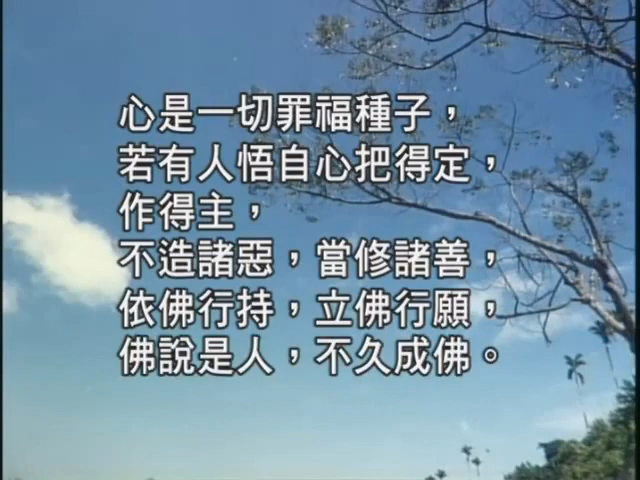 心是一切罪福種子，
若有人悟自心把得定，
作得主，
不造諸惡，當修諸善，
依佛行持，立佛行願，
佛說是人，不久成佛。